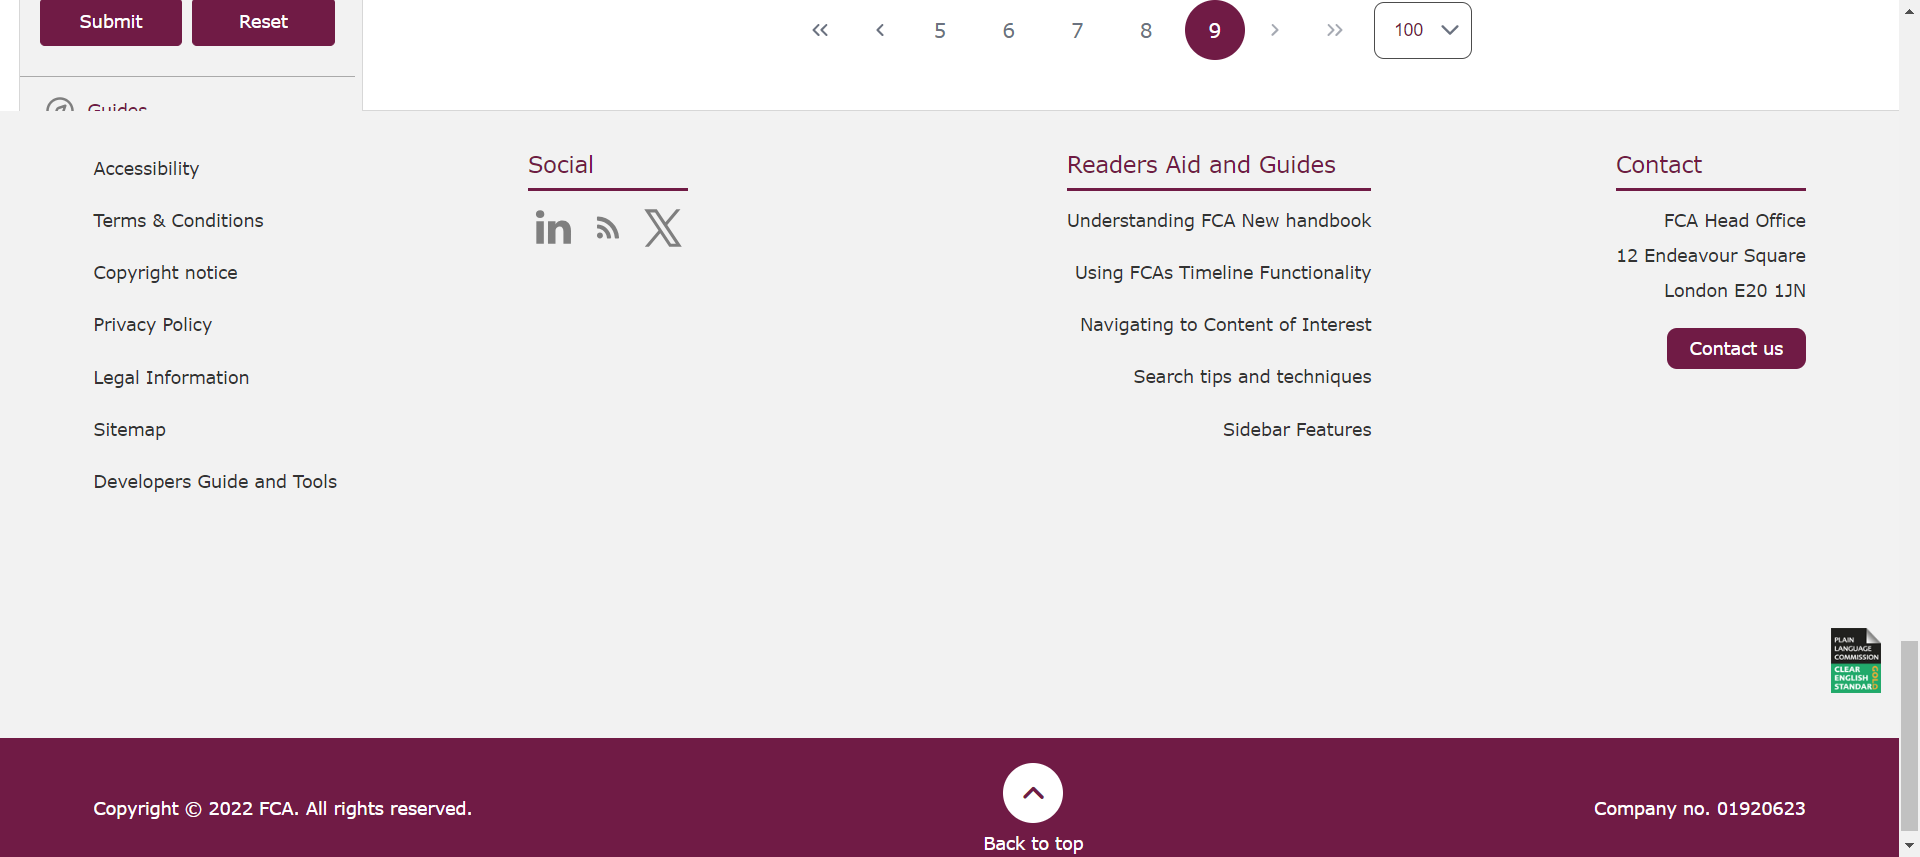 Submit
Reset
5 6 7 8 9
100
Guides
Accessibility
Terms & Conditions
Copyright notice
Privacy Policy
Legal Information
Sitemap
Developers Guide and Tools
Social
Readers Aid and Guides
Understanding FCA New handbook
Using FCAs Timeline Functionality
Navigating to Content of Interest
Search tips and techniques
Sidebar Features
Contact
FCA Head Office
12 Endeavour Square
London E20 1JN
Contact us
PLAIN
LANGUAGE
COMMISSION
CLEAR
ENGLISH
STANDAR
GOLD
Copyright © 2022 FCA. All rights reserved.
Back to top
Company no. 01920623